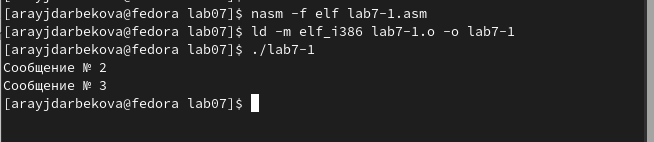 [arayjdarbekova@fedora lab07]$ nasm -f elf lab7-1.asm
[arayjdarbekova@fedora lab07]$ ld -m elf_i386 lab7-1.o -o lab7-1
[arayjdarbekova@fedora lab07]$ ./lab7-1
Сообщение № 2
Сообщение № 3
[arayjdarbekova@fedora lab07]$